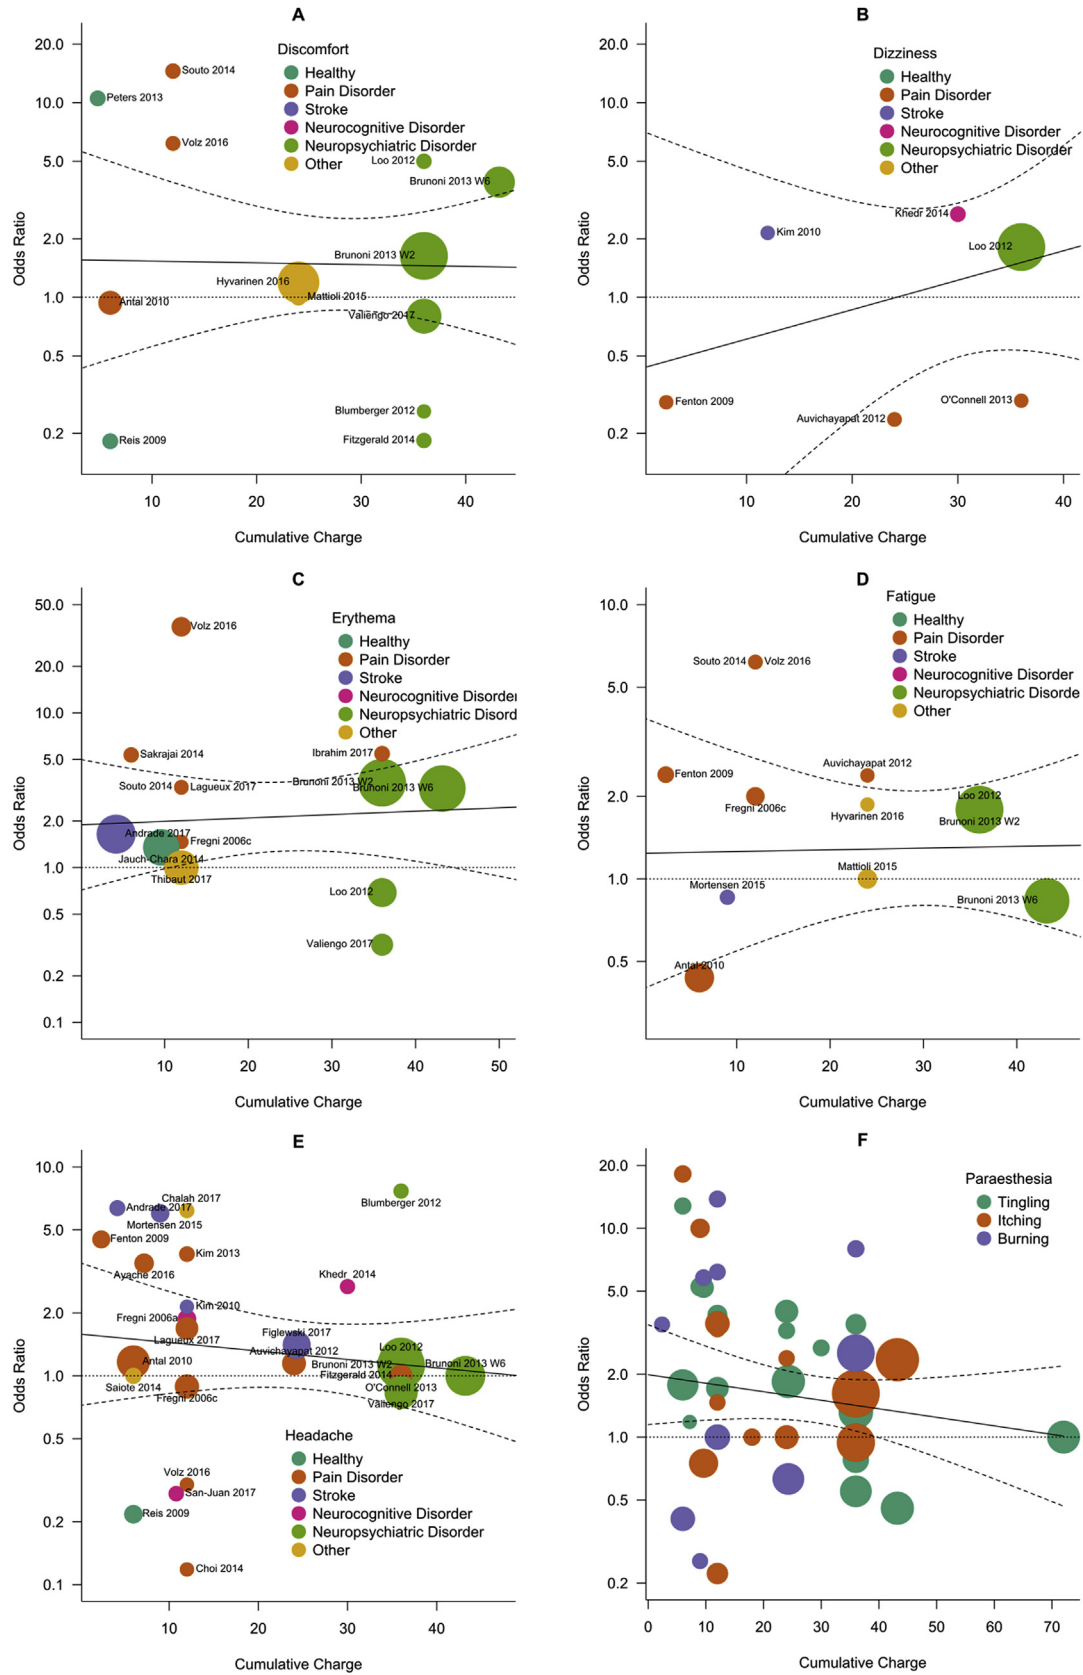 A
Discomfort
Healthy
Pain Disorder
Stroke
Neurocognitive Disorder
Neuropsychiatric Disorder
Other
20.0
10.0
5.0
2.0
1.0
0.5
0.2
Odds Ratio
Souto 2014
Peters 2013
Volz 2016
Loo 2012
Brunoni 2013 W6
Brunoni 2013 W2
Hyvarinen 2016
Mattioli 2015
Antal 2010
Valiengo 2017
Blumberger 2012
Fitzgerald 2014
Reis 2009
10 20 30 40
Cumulative Charge
B
Dizziness
Healthy
Pain Disorder
Stroke
Neurocognitive Disorder
Neuropsychiatric Disorder
Other
20.0
10.0
5.0
2.0
1.0
0.5
0.2
Odds Ratio
Khedr 2014
Kim 2010
Loo 2012
Fenton 2009
O'Connell 2013
Auvichayapat 2012
10 20 30 40
Cumulative Charge
C
Erythema
Healthy
Pain Disorder
Stroke
Neurocognitive Disorder
Neuropsychiatric Disord
Other
50.0
20.0
10.0
5.0
2.0
1.0
0.5
0.2
0.1
Odds Ratio
Volz 2016
Sakrajai 2014
Ibrahim 2017
Souto 2014 Lagueux 2017
Brunoni 2013 W2
Brunoni 2013 W6
Andrade 2017
Fregni 2006c
Jauch-Chara 2014
Thibaut 2017
Loo 2012
Valiengo 2017
10 20 30 40 50
Cumulative Charge
D
Fatigue
Healthy
Pain Disorder
Stroke
Neurocognitive Disorder
Neuropsychiatric Disorde
Other
10.0
5.0
2.0
1.0
0.5
Odds Ratio
Souto 2014 Volz 2016
Auvichayapat 2012
Fenton 2009
Fregni 2006c
Hyvarinen 2016
Loo 2012
Brunoni 2013 W2
Mattioli 2015
Mortensen 2015
Brunoni 2013 W6
Antal 2010
10 20 30 40
Cumulative Charge
E
10.0
5.0
2.0
1.0
0.5
0.2
0.1
Odds Ratio
Chalah 2017
Andrade 2017
Mortensen 2015
Blumberger 2012
Fenton 2009
Kim 2013
Ayache 2016
Khedr 2014
Kim 2010
Fregni 2006a
Lagueux 2017
Figlewski 2017
Auvichayapat 2012
Loo 2012
Antal 2010
Brunoni 2013 W2
Brunoni 2013 W6
Fitzgerald 2014
Saiote 2014
O'Connell 2013
Fregni 2006c
Valiengo 2017
Volz 2016
San-Juan 2017
Reis 2009
Choi 2014
Headache
Healthy
Pain Disorder
Stroke
Neurocognitive Disorder
Neuropsychiatric Disorder
Other
10 20 30 40
Cumulative Charge
F
Paraesthesia
Tingling
Itching
Burning
20.0
10.0
5.0
2.0
1.0
0.5
0.2
Odds Ratio
0 10 20 30 40 50 60 70
Cumulative Charge